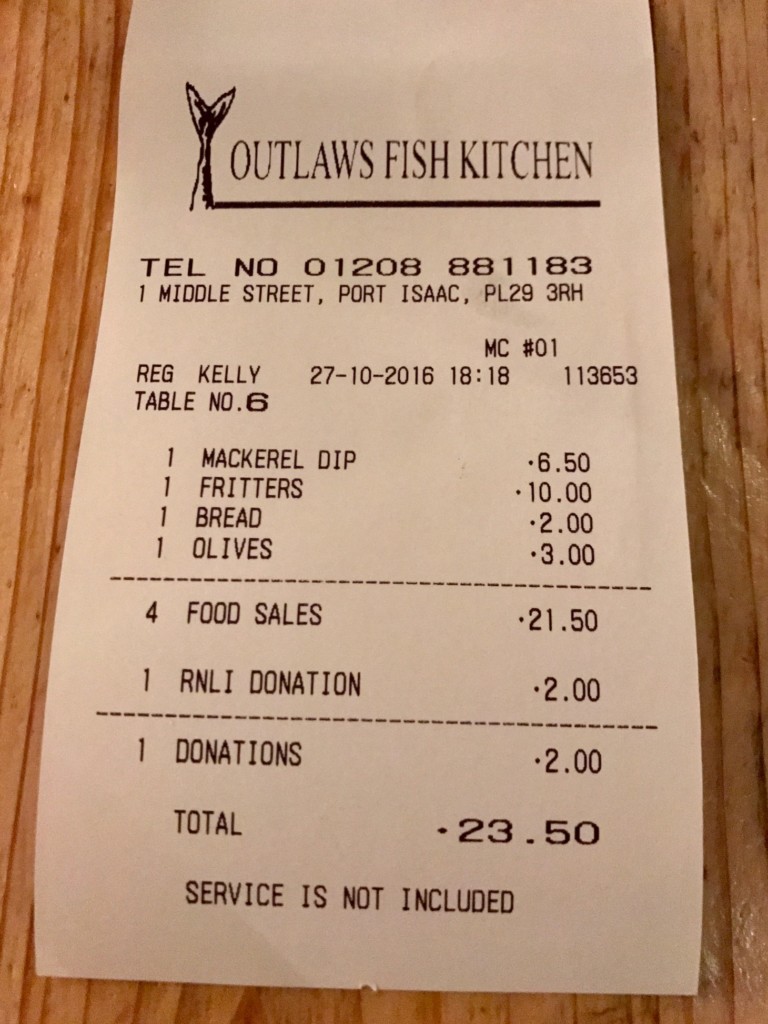 OUTLAWS FISH KITCHEN
TEL NO 01208 881183
1 MIDDLE STREET, PORT ISAAC, PL29 3RH
MC #01
REG KELLY 27-10-2016 18:18 113653
TABLE NO.6
1 MACKEREL DIP ·6.50
1 FRITTERS ·10.00
1 BREAD ·2.00
1 OLIVES ·3.00
4 FOOD SALES ·21.50
1 RNLI DONATION ·2.00
1 DONATIONS ·2.00
TOTAL ·23.50
SERVICE IS NOT INCLUDED